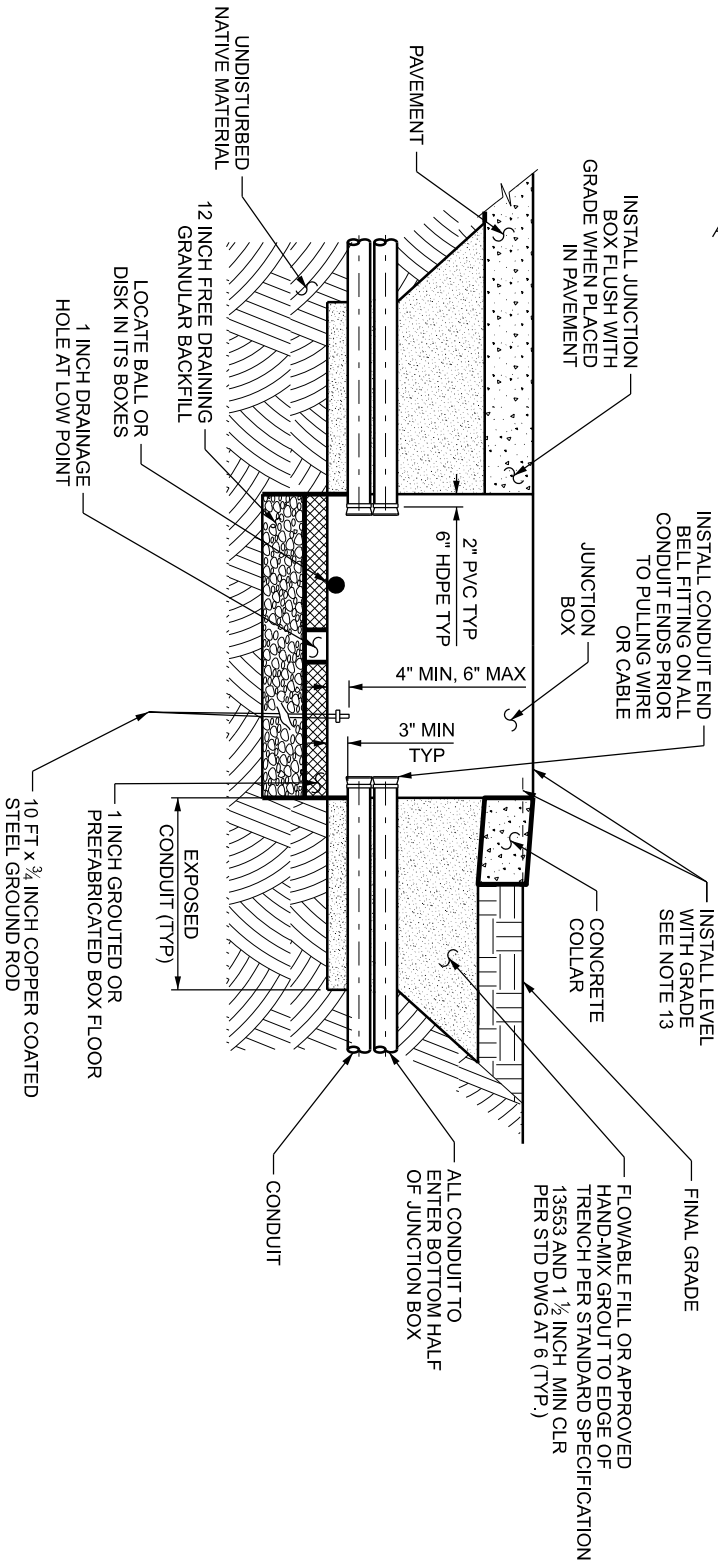 INSTALL JUNCTION
BOX FLUSH WITH
GRADE WHEN PLACED
IN PAVEMENT
PAVEMENT
UNDISTURBED
NATIVE MATERIAL
12 INCH FREE DRAINING
GRANULAR BACKFILL
LOCATE BALL OR
DISK IN ITS BOXES
1 INCH DRAINAGE
HOLE AT LOW POINT
INSTALL CONDUIT END
BELL FITTING ON ALL
CONDUIT ENDS PRIOR
TO PULLING WIRE
OR CABLE
JUNCTION
BOX
2" PVC TYP
6" HDPE TYP
4" MIN, 6" MAX
3" MIN
TYP
INSTALL LEVEL
WITH GRADE
SEE NOTE 13
CONCRETE
COLLAR
EXPOSED
CONDUIT (TYP)
1 INCH GROUTED OR
PREFABRICATED BOX FLOOR
10 FT x 3/4 INCH COPPER COATED
STEEL GROUND ROD
FINAL GRADE
FLOWABLE FILL OR APPROVED
HAND-MIX GROUT TO EDGE OF
TRENCH PER STANDARD SPECIFICATION
13553 AND 1 1/2 INCH MIN CLR
PER STD DWG AT 6 (TYP.)
ALL CONDUIT TO
ENTER BOTTOM HALF
OF JUNCTION BOX
CONDUIT